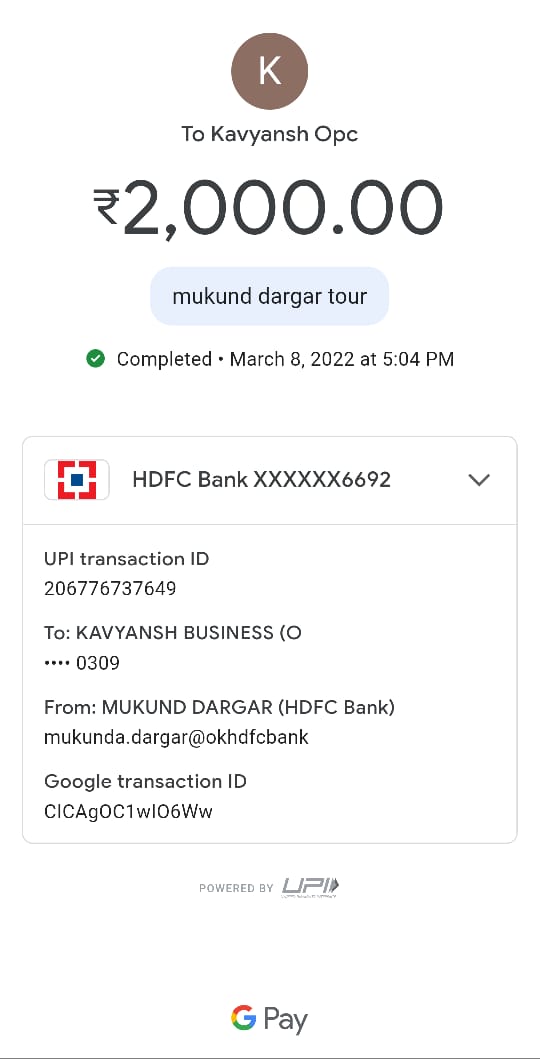 K
To Kavyansh Opc
₹2,000.00
mukund dargar tour
Completed • March 8, 2022 at 5:04 PM
HDFC Bank XXXXXX6692
UPI transaction ID
206776737649
To: KAVYANSH BUSINESS (O
•••• 0309
From: MUKUND DARGAR (HDFC Bank)
mukunda.dargar@okhdfcbank
Google transaction ID
CICAgOC1wIO6Ww
POWERED BY UPI
G Pay